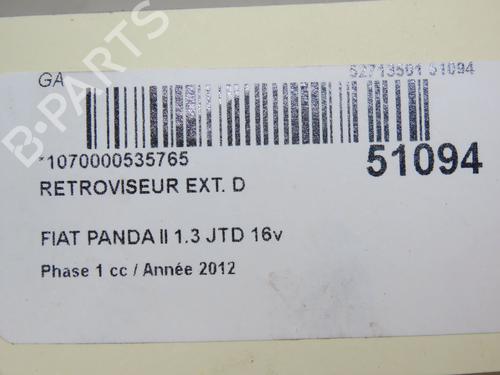 GA 52713501 51094
*1070000535765
51094
RETROVISEUR EXT. D
FIAT PANDA II 1.3 JTD 16v
Phase 1 cc / Année 2012
B-PARTS